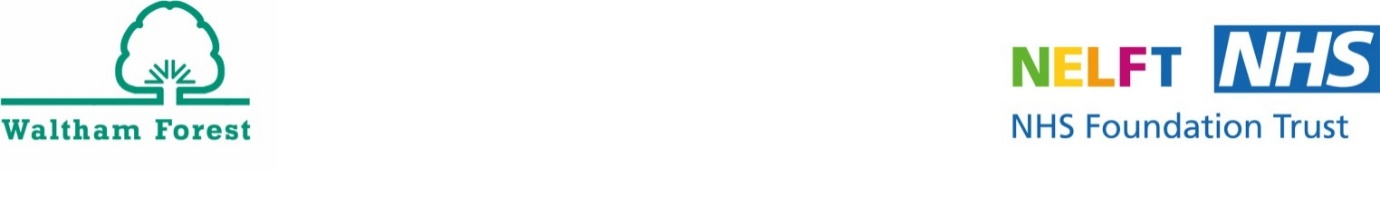 Waltham Forest
NELFT NHS
NHS Foundation Trust